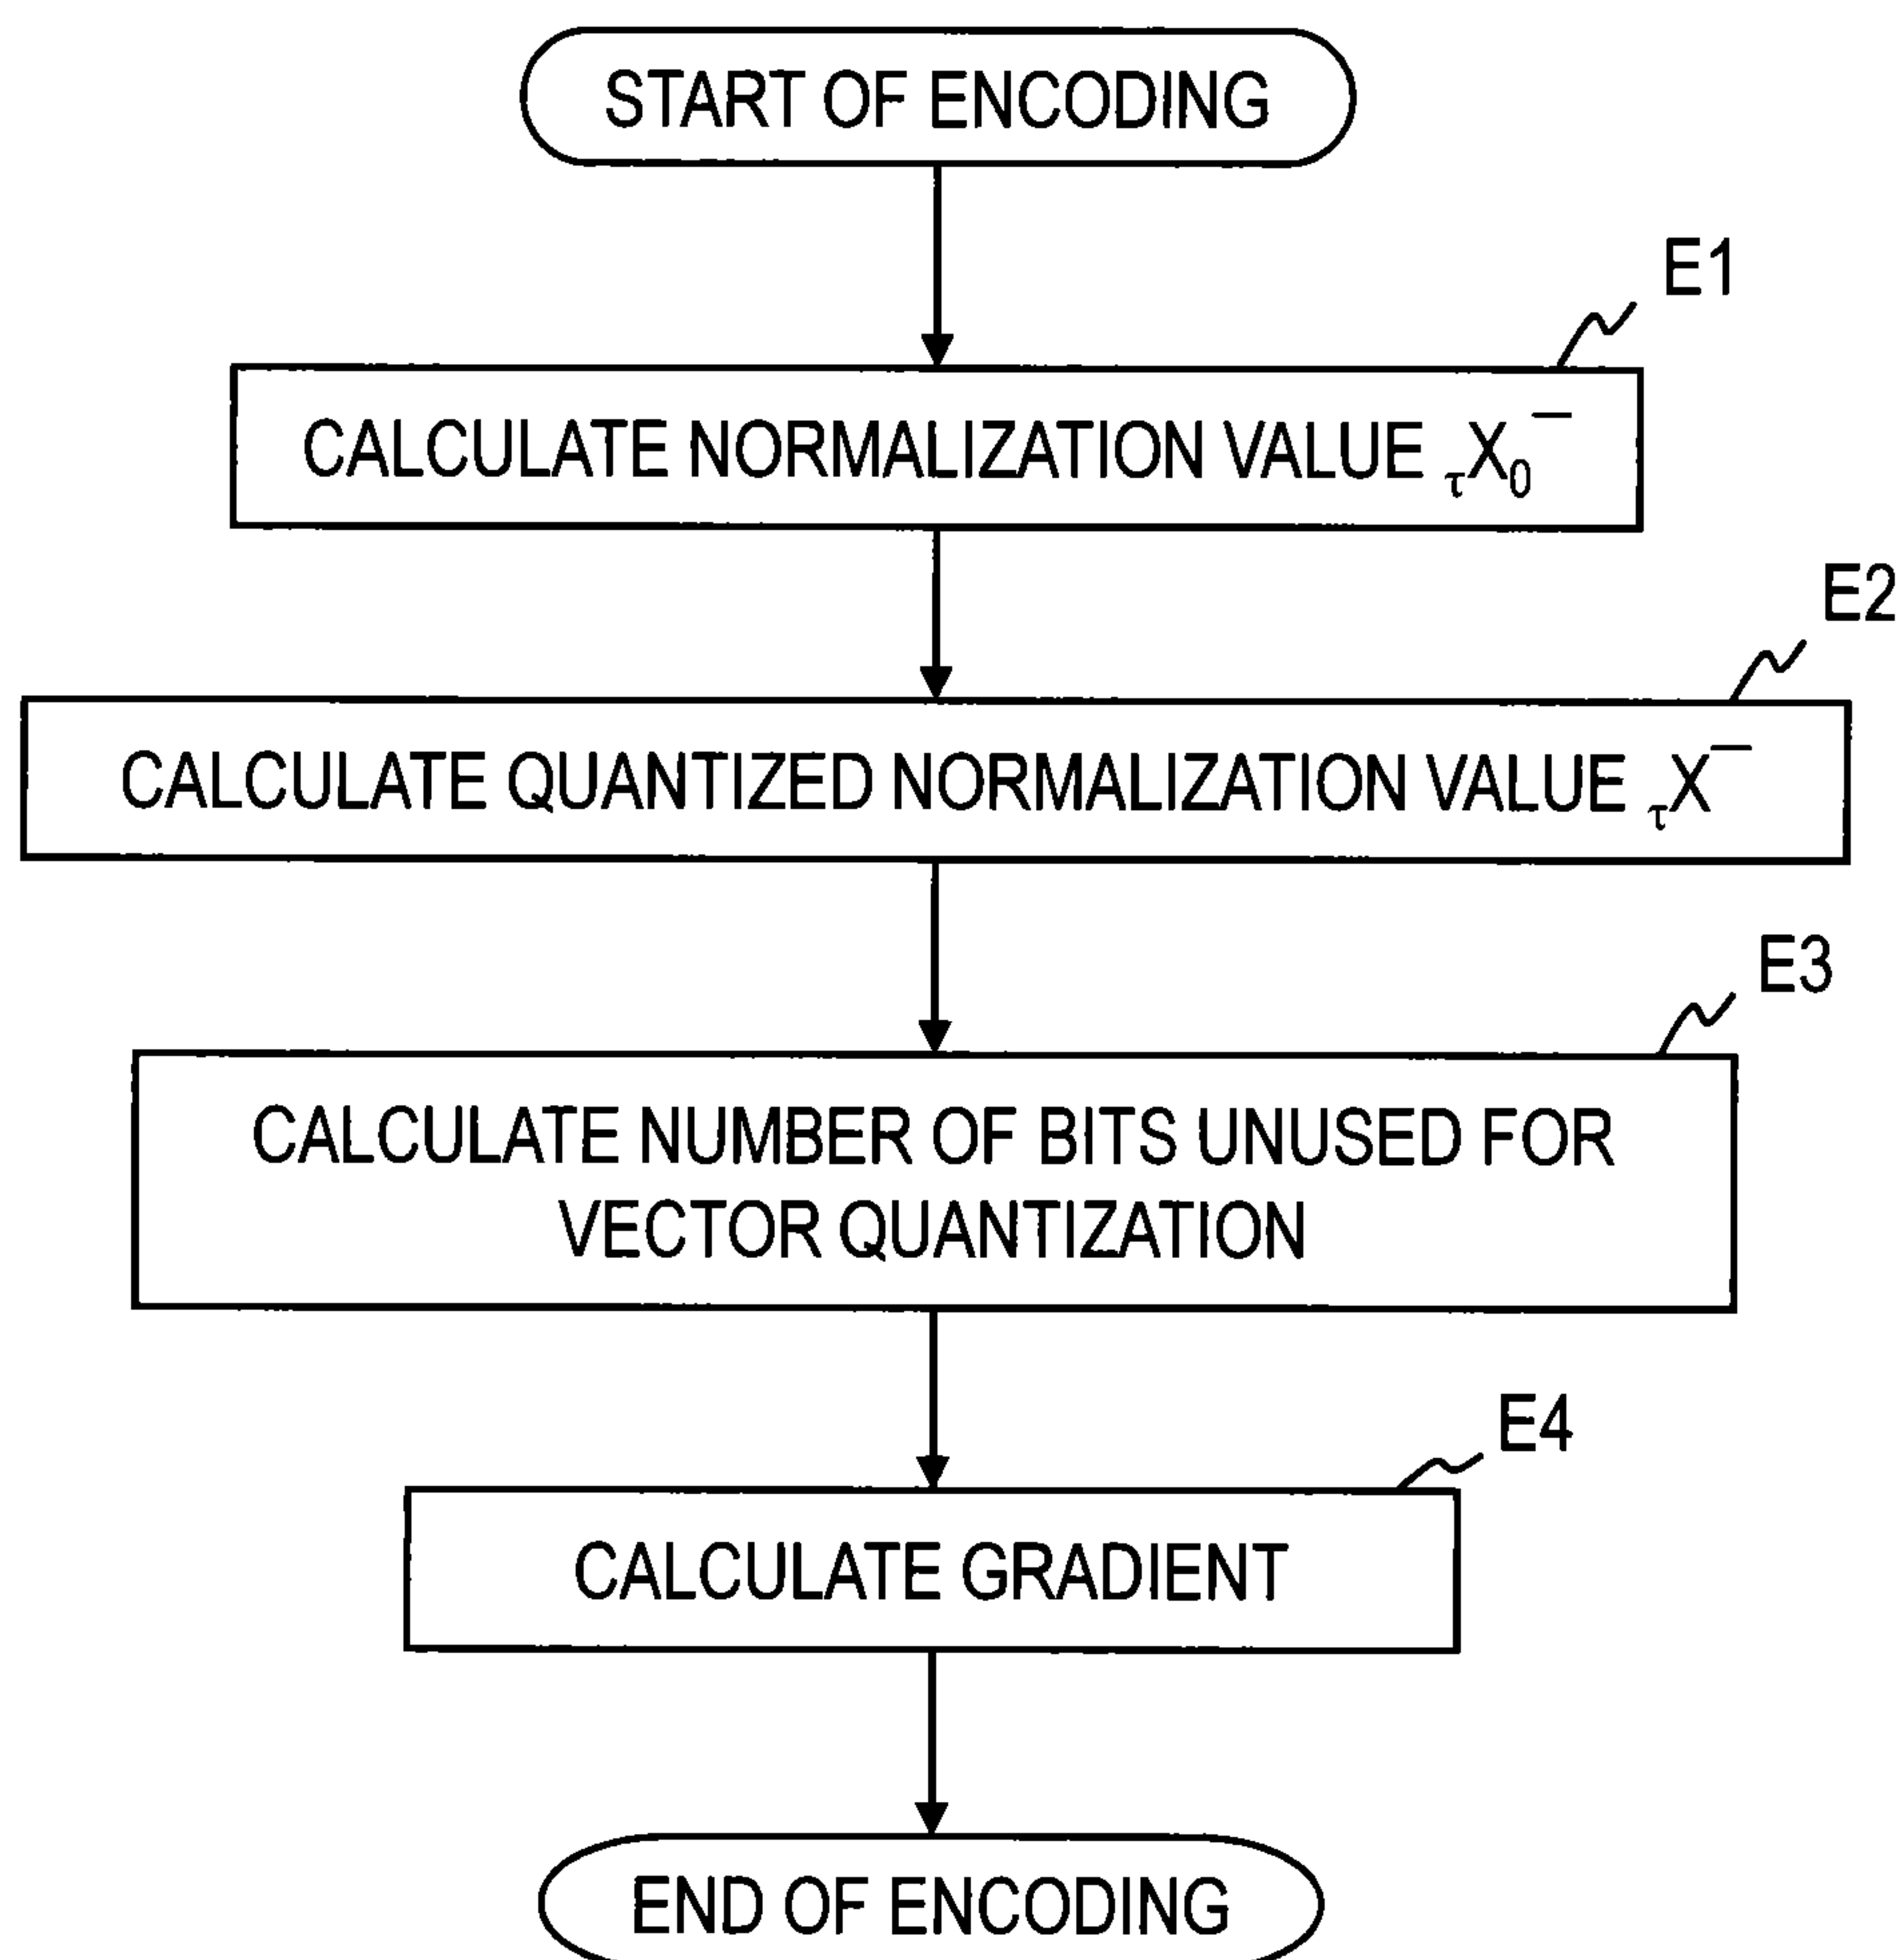 START OF ENCODING
E1
CALCULATE NORMALIZATION VALUE τX0‾
E2
CALCULATE QUANTIZED NORMALIZATION VALUE τX‾
E3
CALCULATE NUMBER OF BITS UNUSED FOR
VECTOR QUANTIZATION
E4
CALCULATE GRADIENT
END OF ENCODING